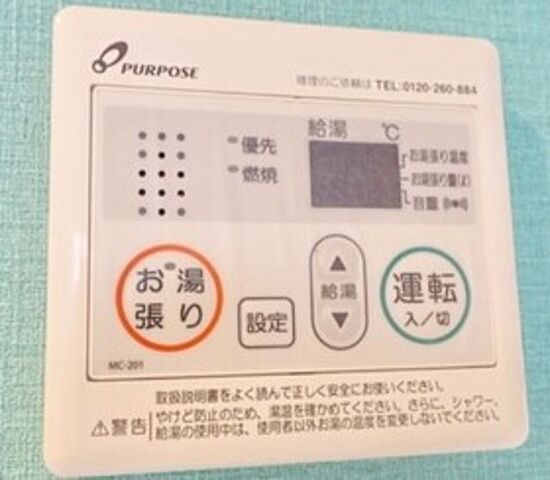 PURPOSE
修理のご依頼は TEL:0120-260-884
給湯 ℃
優先
燃焼
お湯張り温度
お湯張り量(ℓ)
音量
お湯張り
設定
▲
給湯
▼
運転
入/切
MC-201
⚠警告
取扱説明書をよく読んで正しく安全にお使いください。
やけど防止のため、湯温を確かめてください。さらに、シャワー、
給湯の使用中は、使用者以外お湯の温度を変更しないでください。